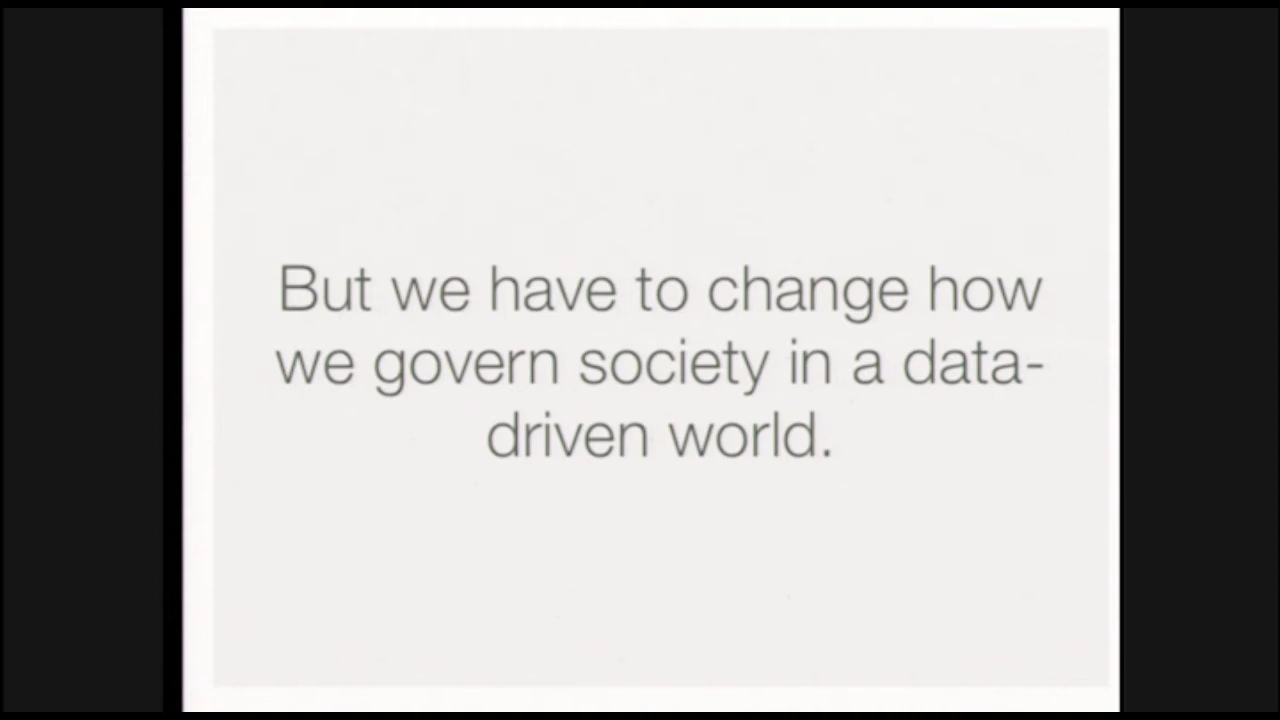 But we have to change how
we govern society in a data-
driven world.